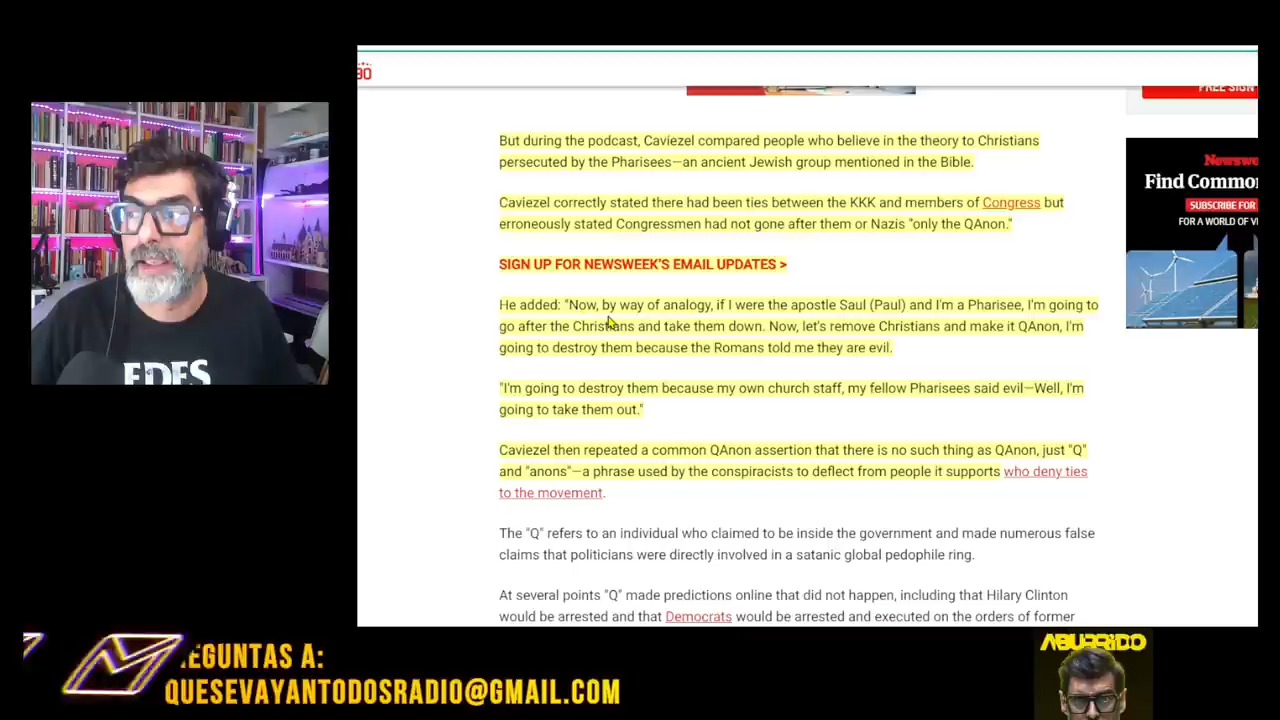 FREE SIGN
But during the podcast, Caviezel compared people who believe in the theory to Christians
persecuted by the Pharisees—an ancient Jewish group mentioned in the Bible.
Caviezel correctly stated there had been ties between the KKK and members of Congress but
erroneously stated Congressmen had not gone after them or Nazis "only the QAnon."
SIGN UP FOR NEWSWEEK'S EMAIL UPDATES >
He added: "Now, by way of analogy, if I were the apostle Saul (Paul) and I'm a Pharisee, I'm going to
go after the Christians and take them down. Now, let's remove Christians and make it QAnon, I'm
going to destroy them because the Romans told me they are evil.
"I'm going to destroy them because my own church staff, my fellow Pharisees said evil—Well, I'm
going to take them out."
Caviezel then repeated a common QAnon assertion that there is no such thing as QAnon, just "Q"
and "anons"—a phrase used by the conspiracists to deflect from people it supports who deny ties
to the movement.
The "Q" refers to an individual who claimed to be inside the government and made numerous false
claims that politicians were directly involved in a satanic global pedophile ring.
At several points "Q" made predictions online that did not happen, including that Hilary Clinton
would be arrested and that Democrats would be arrested and executed on the orders of former
Newsw
Find Common
SUBSCRIBE FOR
FOR A WORLD OF
EDES
EGUNTAS A:
QUESEVAYANTODOSRADIO@GMAIL.COM
ABURRIDO